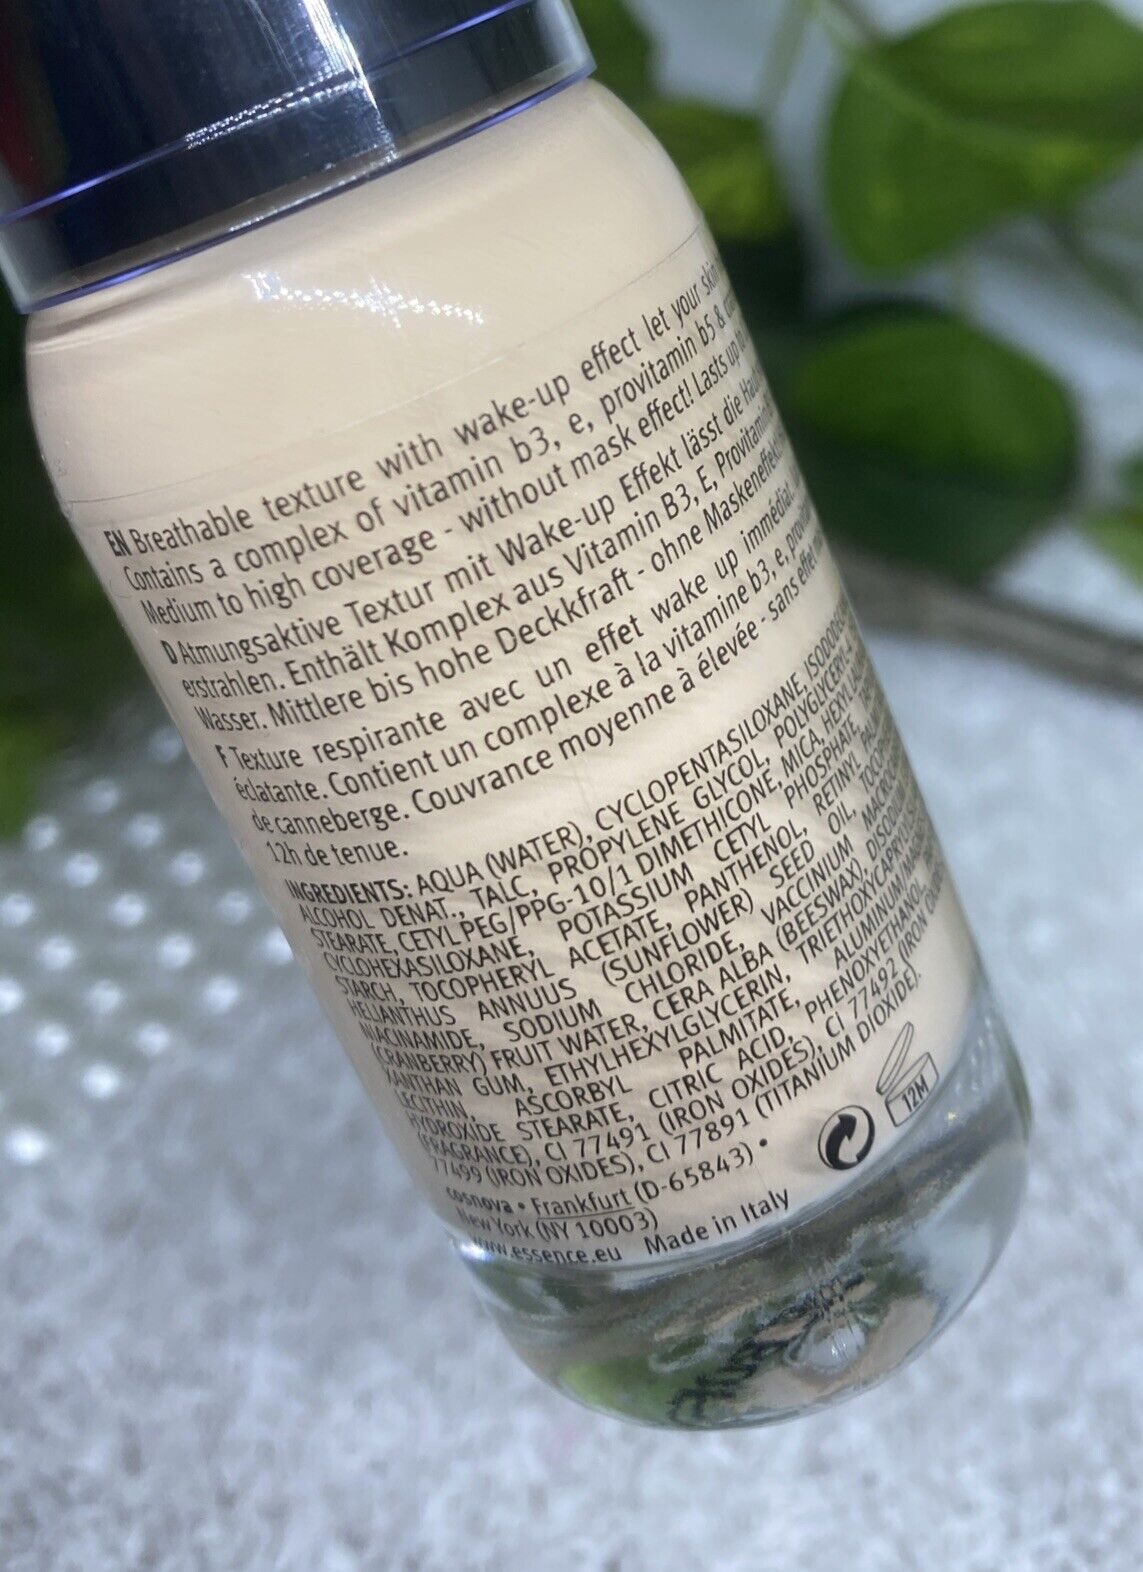 EN Breathable texture with wake-up effect let your skin
Contains a complex of vitamin b3, e, provitamin b5 &
Medium to high coverage - without mask effect! Lasts up to
D Atmungsaktive Textur mit Wake-up Effekt lässt die Haut
erstrahlen. Enthält Komplex aus Vitamin B3, E, Provitamin
Wasser. Mittlere bis hohe Deckkraft - ohne Maskeneffekt!
F Texture respirante avec un effet wake up immédiat.
éclatante. Contient un complexe à la vitamine b3, e,
de canneberge. Couvrance moyenne à élevée - sans effet
12h de tenue.
INGREDIENTS: AQUA (WATER), CYCLOPENTASILOXANE,
ALCOHOL DENAT., TALC, PROPYLENE GLYCOL,
STEARATE, CETYL PEG/PPG-10/1 DIMETHICONE, MICA, HEXYL
CYCLOHEXASILOXANE, POTASSIUM CETYL PHOSPHATE,
STARCH, TOCOPHERYL ACETATE, PANTHENOL, RETINYL
HELIANTHUS ANNUUS (SUNFLOWER) SEED OIL,
NIACINAMIDE, SODIUM CHLORIDE, VACCINIUM
(CRANBERRY) FRUIT WATER, CERA ALBA (BEESWAX),
XANTHAN GUM, ETHYLHEXYLGLYCERIN,
LECITHIN, ASCORBYL PALMITATE,
HYDROXIDE STEARATE, CITRIC ACID, PHENOXYETHANOL,
(FRAGRANCE), CI 77491 (IRON OXIDES), CI 77492 (IRON
77499 (IRON OXIDES), CI 77891 (TITANIUM DIOXIDE).
cosnova • Frankfurt (D-65843) •
New York (NY 10003)
www.essence.eu Made in Italy
12M